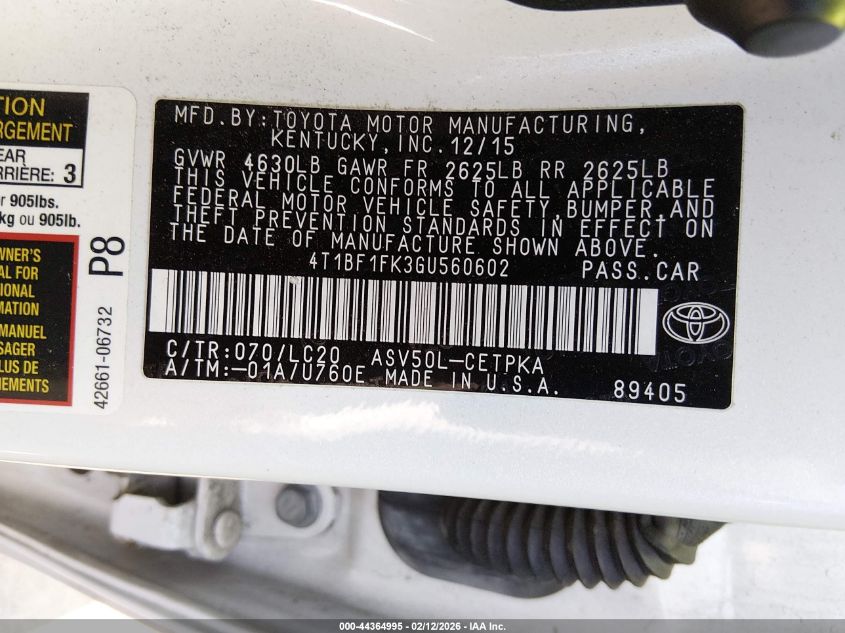 TION
RGEMENT
EAR
RRIÈRE: 3
r 905lbs.
kg ou 905lb.
WNER'S
AL FOR
IONAL
MATION
MANUEL
SAGER
PLUS DE
NEMENTS
P8
42661-06732
MFD.BY:TOYOTA MOTOR MANUFACTURING,
KENTUCKY,INC.12/15
GVWR 4630LB GAWR FR 2625LB RR 2625LB
THIS VEHICLE CONFORMS TO ALL APPLICABLE
FEDERAL MOTOR VEHICLE SAFETY,BUMPER,AND
THEFT PREVENTION STANDARDS IN EFFECT ON
THE DATE OF MANUFACTURE SHOWN ABOVE.
4T1BF1FK3GU560602 PASS.CAR
C/TR:070/LC20 ASV50L-CETPKA
A/TM:-01A/U760E MADE IN U.S.A. 89405
000-44364995 - 02/12/2026 - IAA Inc.